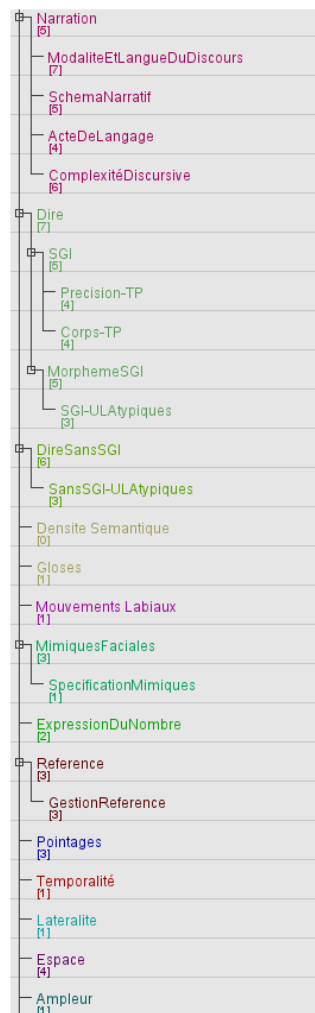 Narration
[5]
ModaliteEtLangueDuDiscours
[7]
SchemaNarratif
[5]
ActeDeLangage
[4]
ComplexitéDiscursive
[6]
Dire
[7]
SGI
[5]
Precision-TP
[4]
Corps-TP
[4]
MorphemeSGI
[5]
SGI-ULAtypiques
[3]
DireSansSGI
[6]
SansSGI-ULAtypiques
[3]
Densite Semantique
[0]
Gloses
[1]
Mouvements Labiaux
[1]
MimiquesFaciales
[3]
SpecificationMimiques
[1]
ExpressionDuNombre
[2]
Reference
[3]
GestionReference
[3]
Pointages
[3]
Temporalité
[1]
Lateralite
[1]
Espace
[4]
Ampleur
[1]